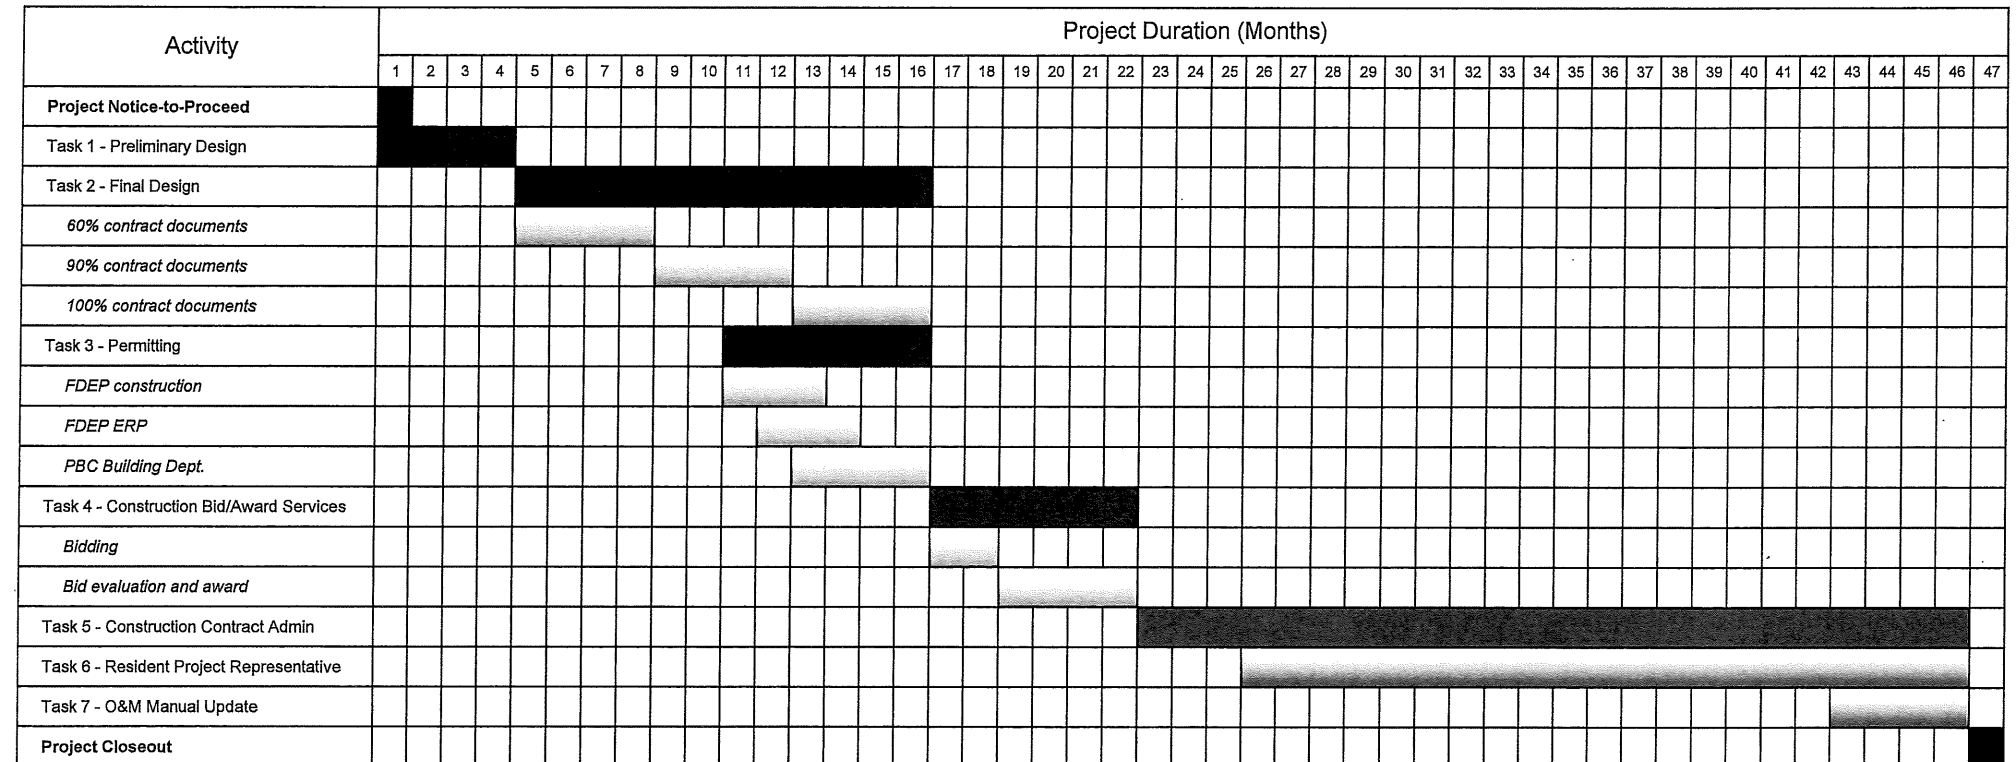 Activity
Project Duration (Months)
1 2 3 4 5 6 7 8 9 10 11 12 13 14 15 16 17 18 19 20 21 22 23 24 25 26 27 28 29 30 31 32 33 34 35 36 37 38 39 40 41 42 43 44 45 46 47
Project Notice-to-Proceed
Task 1 - Preliminary Design
Task 2 - Final Design
60% contract documents
90% contract documents
100% contract documents
Task 3 - Permitting
FDEP construction
FDEP ERP
PBC Building Dept.
Task 4 - Construction Bid/Award Services
Bidding
Bid evaluation and award
Task 5 - Construction Contract Admin
Task 6 - Resident Project Representative
Task 7 - O&M Manual Update
Project Closeout